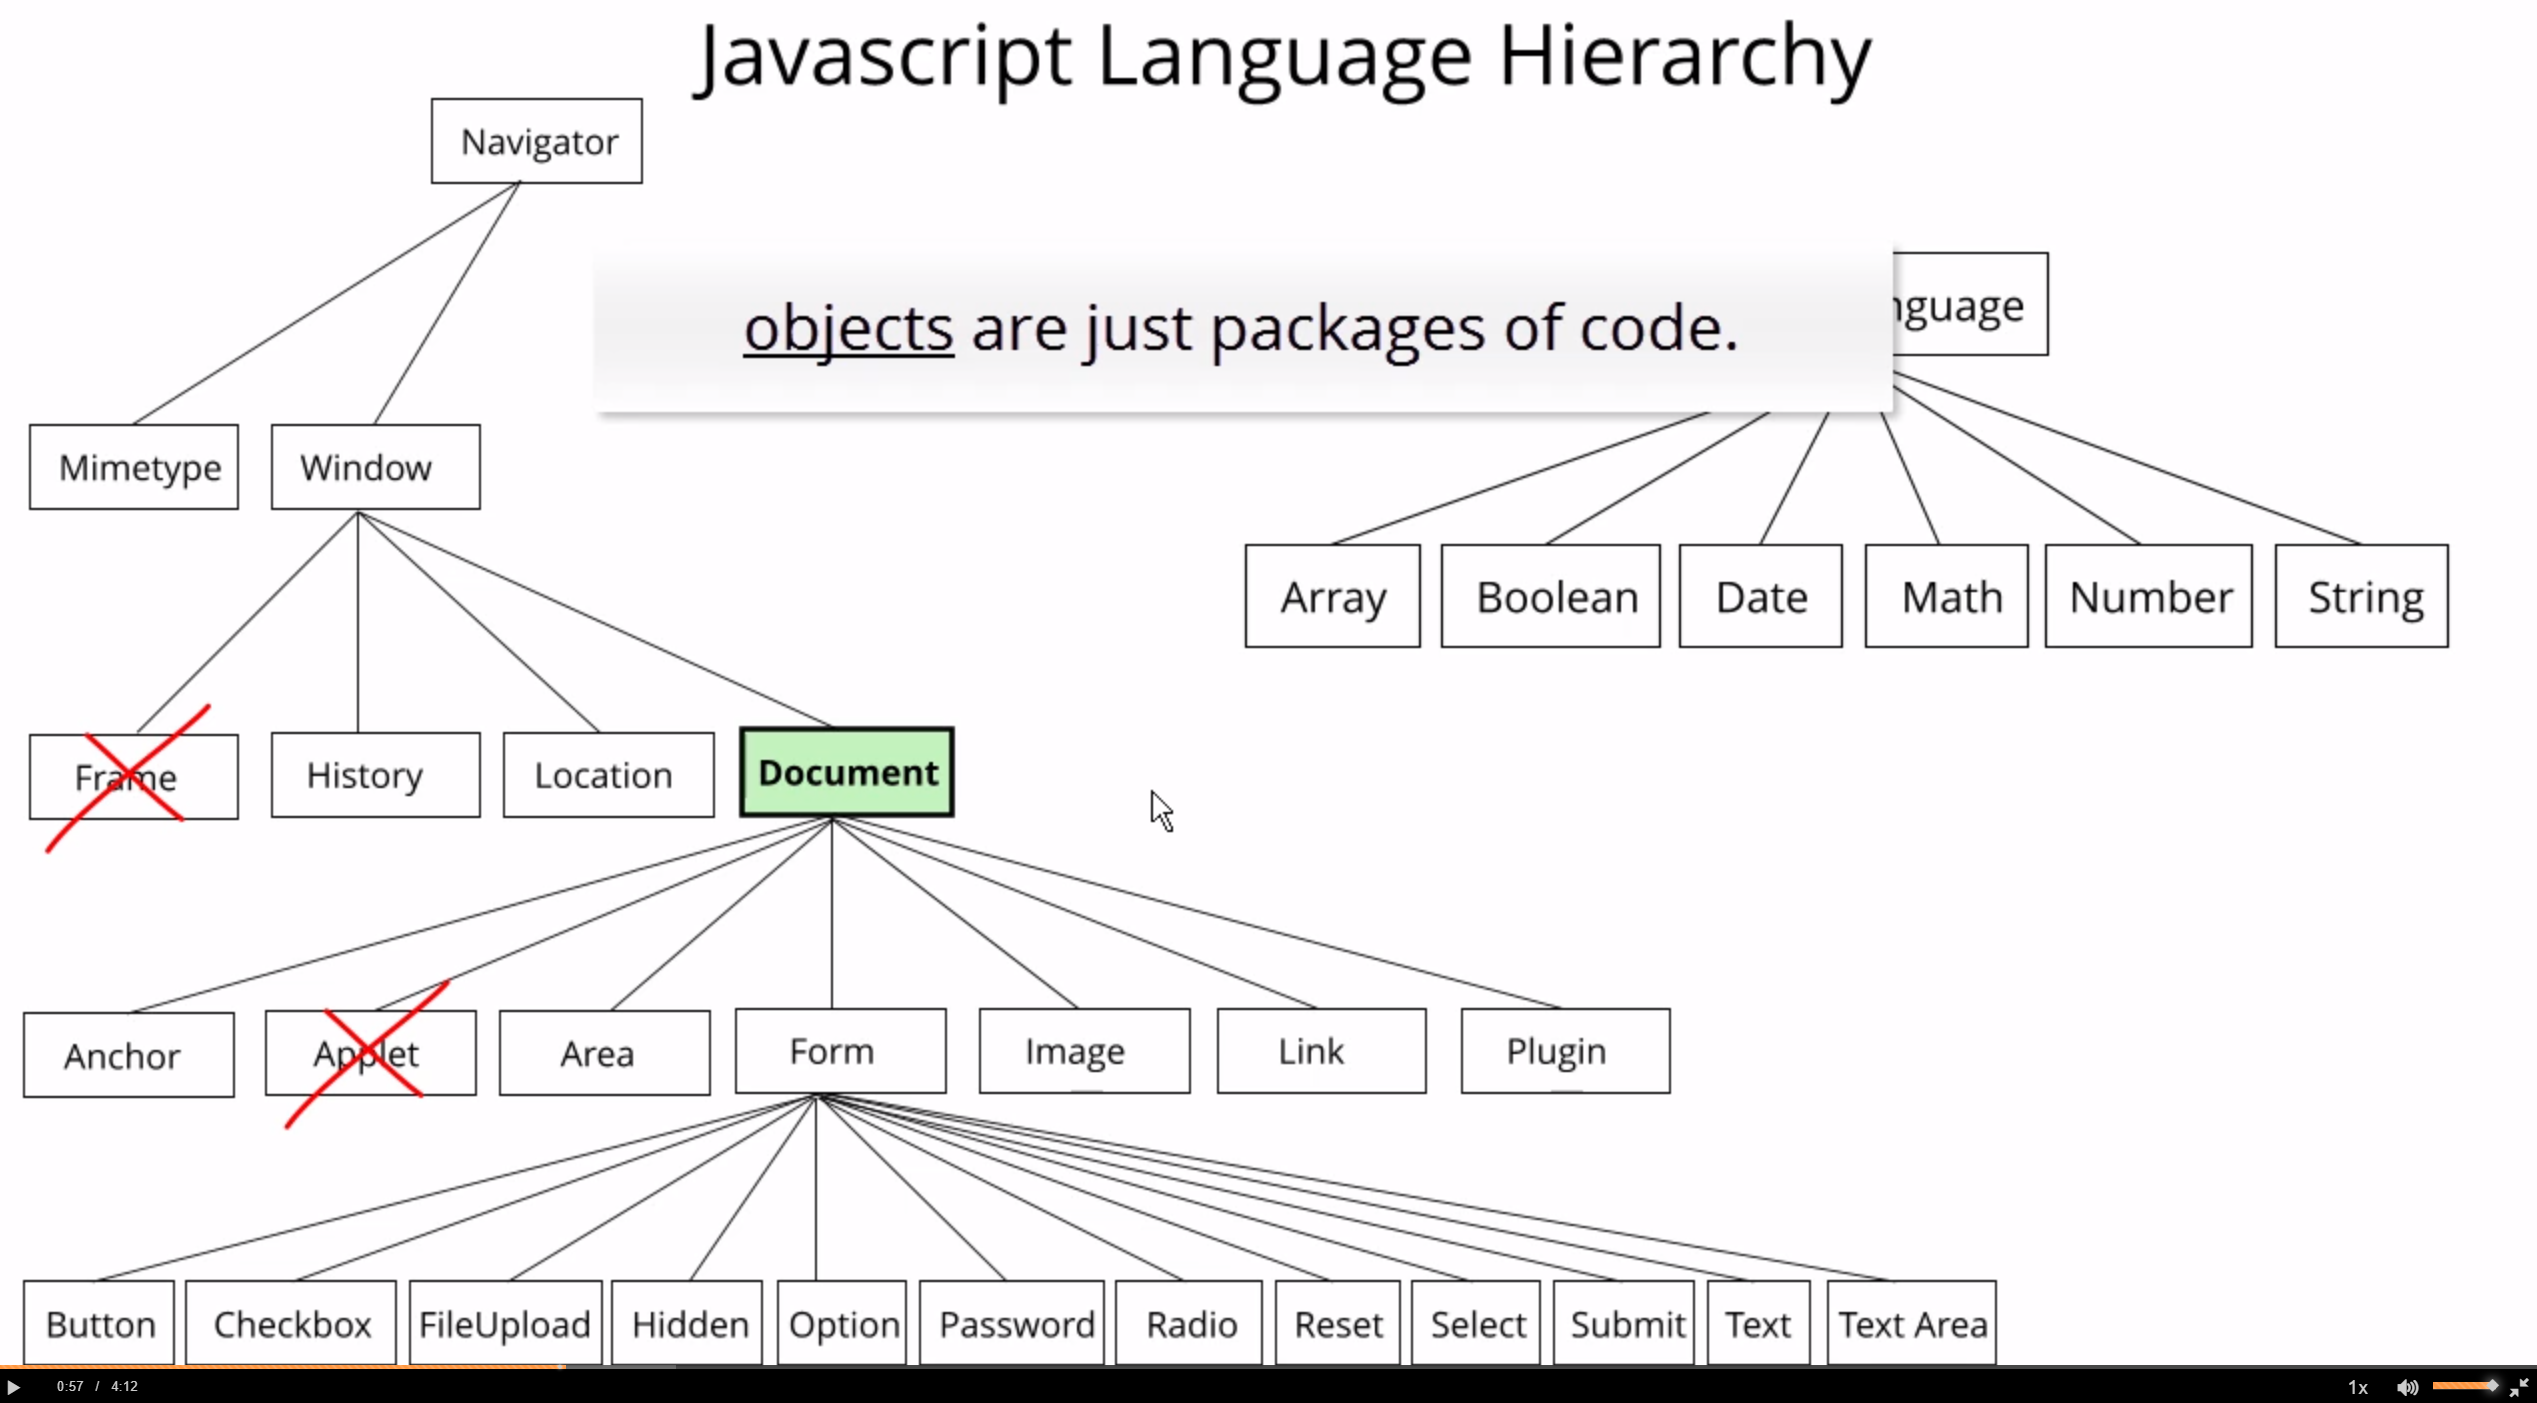 Javascript Language Hierarchy
Navigator
objects are just packages of code.
nguage
Mimetype Window
Array Boolean Date Math Number String
Frame History Location Document
Anchor Applet Area Form Image Link Plugin
Button Checkbox FileUpload Hidden Option Password Radio Reset Select Submit Text Text Area
0:57 / 4:12 1x